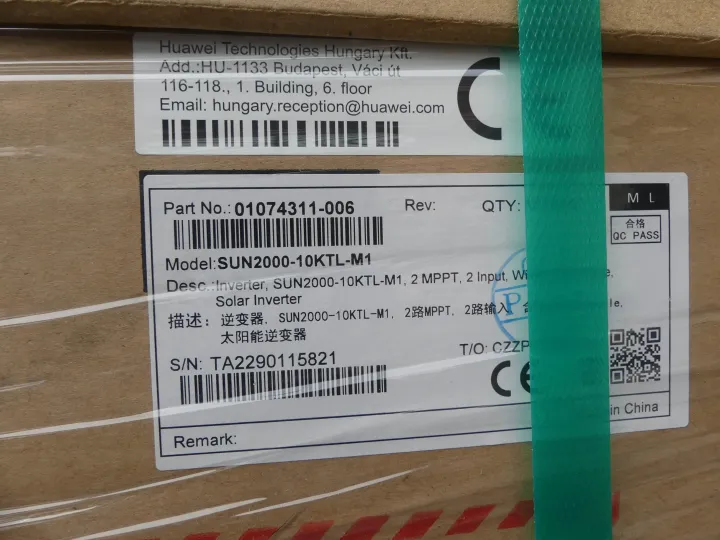 Huawei Technologies Hungary Kft.
Add.:HU-1133 Budapest, Váci út
116-118., 1. Building, 6. floor
Email: hungary.reception@huawei.com
Part No.: 01074311-006 Rev: QTY:
M L
合格
QC PASS
Model:SUN2000-10KTL-M1
Desc.:Inverter, SUN2000-10KTL-M1, 2 MPPT, 2 Input,
Solar Inverter
描述: 逆变器, SUN2000-10KTL-M1, 2路MPPT, 2路输入,
太阳能逆变器
S/N: TA2290115821
T/O:
CE
China
Remark: